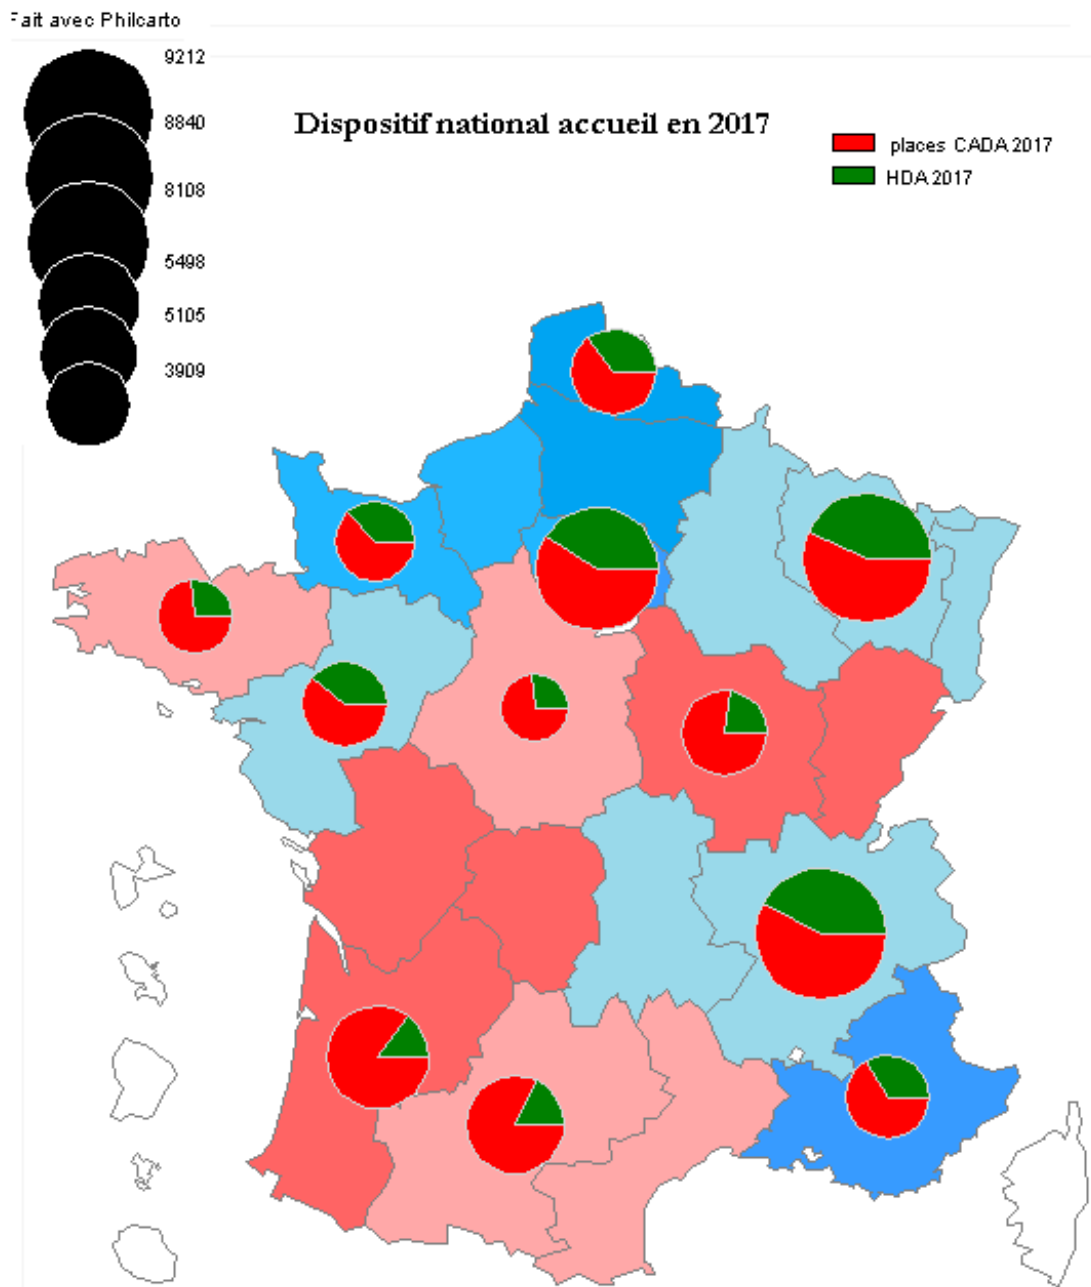 Fait avec Philcarto
9212
8840
8108
5498
5105
3909
Dispositif national accueil en 2017
places CADA 2017
HDA 2017